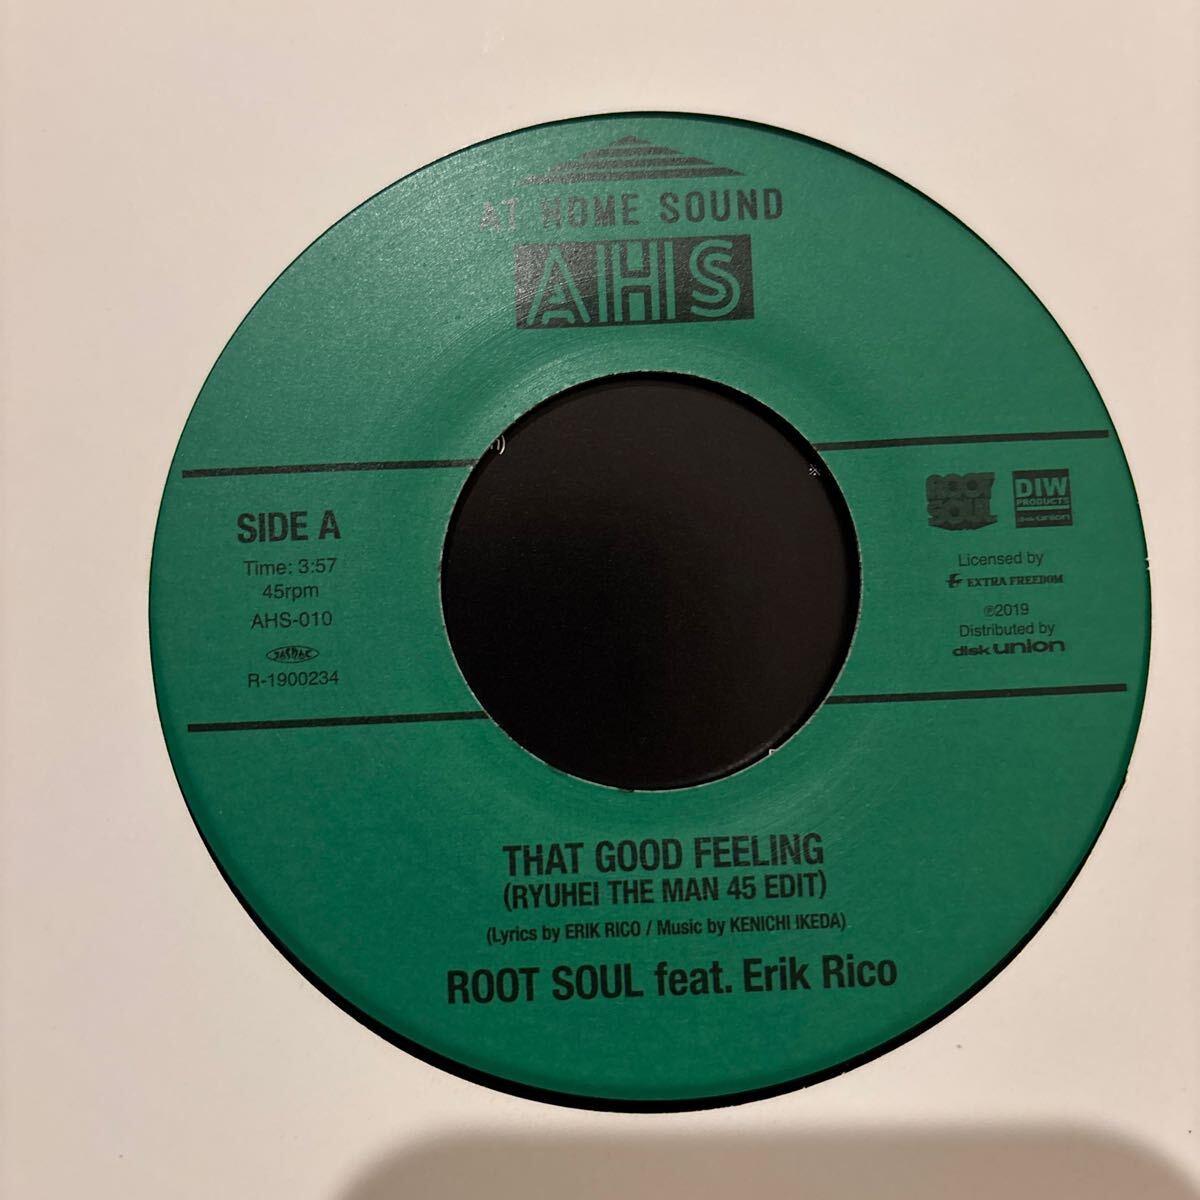 AT HOME SOUND
AHS
SIDE A
Time: 3:57
45rpm
AHS-010
JASRAC
R-1900234
ROOT
SOUL
DIW
PRODUCTS
disk union
Licensed by
EXTRA FREEDOM
℗2019
Distributed by
disk union
THAT GOOD FEELING
(RYUHEI THE MAN 45 EDIT)
(Lyrics by ERIK RICO / Music by KENICHI IKEDA)
ROOT SOUL feat. Erik Rico